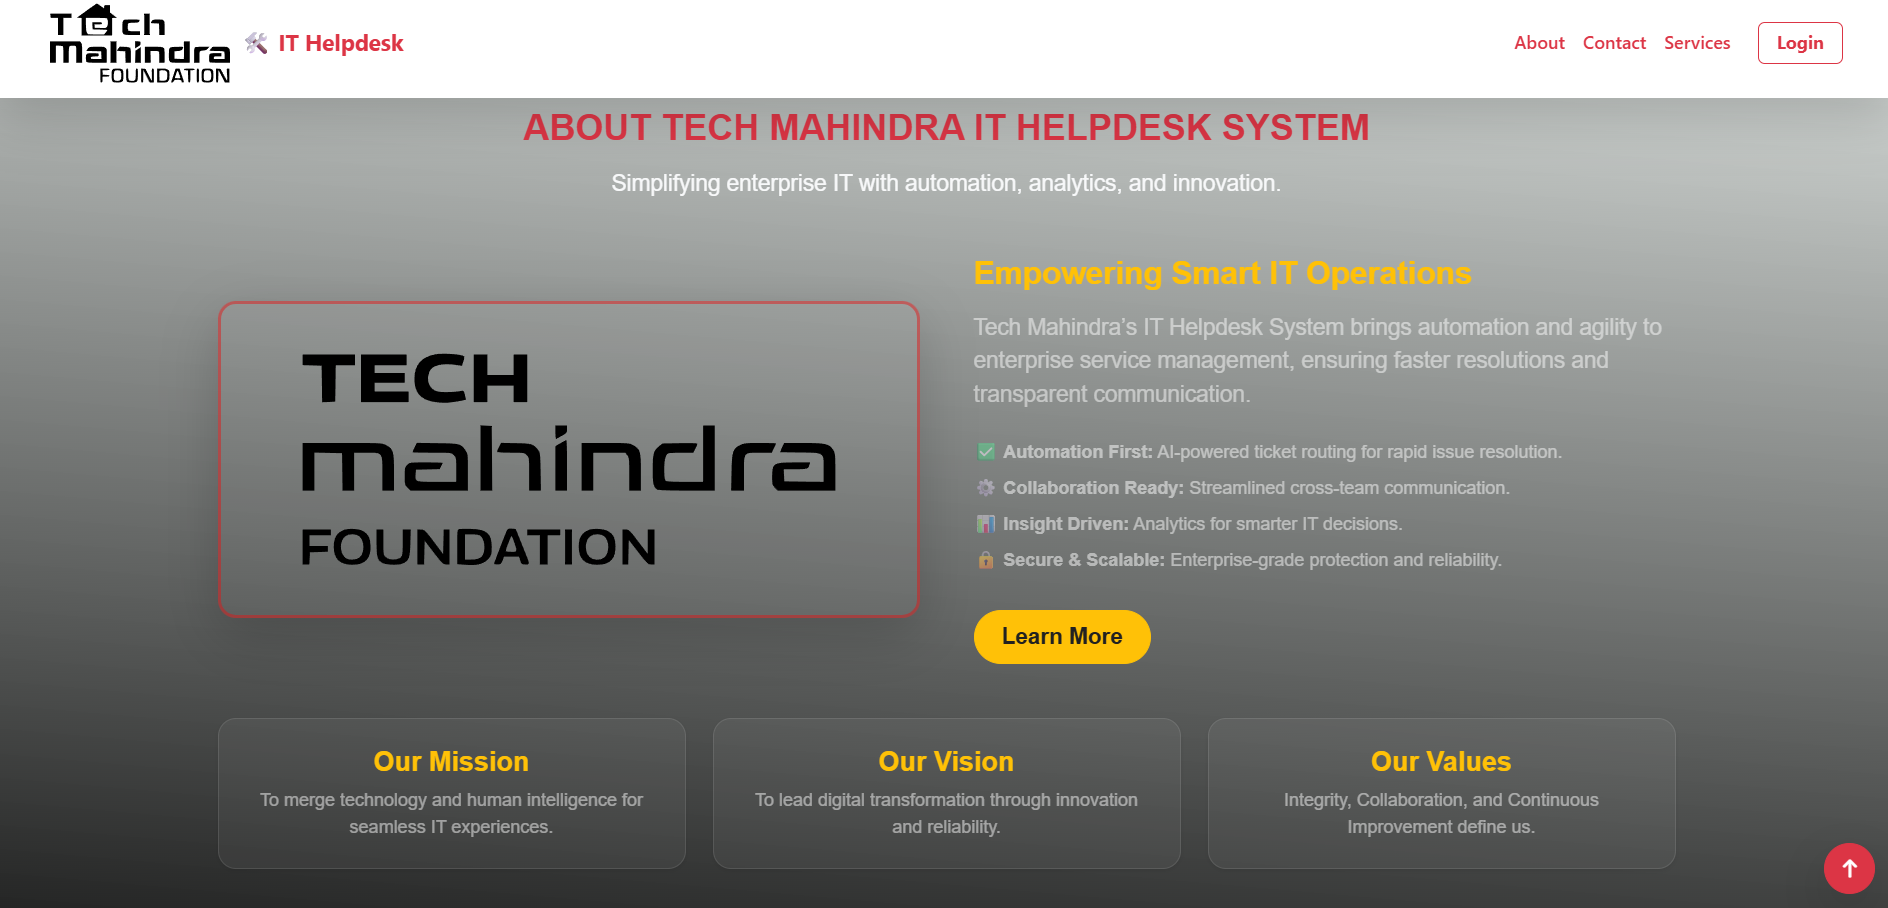 Tech
Mahindra
FOUNDATION
🛠️ IT Helpdesk
About
Contact
Services
Login
ABOUT TECH MAHINDRA IT HELPDESK SYSTEM
Simplifying enterprise IT with automation, analytics, and innovation.
TECH
mahindra
FOUNDATION
Empowering Smart IT Operations
Tech Mahindra’s IT Helpdesk System brings automation and agility to
enterprise service management, ensuring faster resolutions and
transparent communication.
✅ Automation First: AI-powered ticket routing for rapid issue resolution.
⚙️ Collaboration Ready: Streamlined cross-team communication.
📊 Insight Driven: Analytics for smarter IT decisions.
🔒 Secure & Scalable: Enterprise-grade protection and reliability.
Learn More
Our Mission
To merge technology and human intelligence for
seamless IT experiences.
Our Vision
To lead digital transformation through innovation
and reliability.
Our Values
Integrity, Collaboration, and Continuous
Improvement define us.